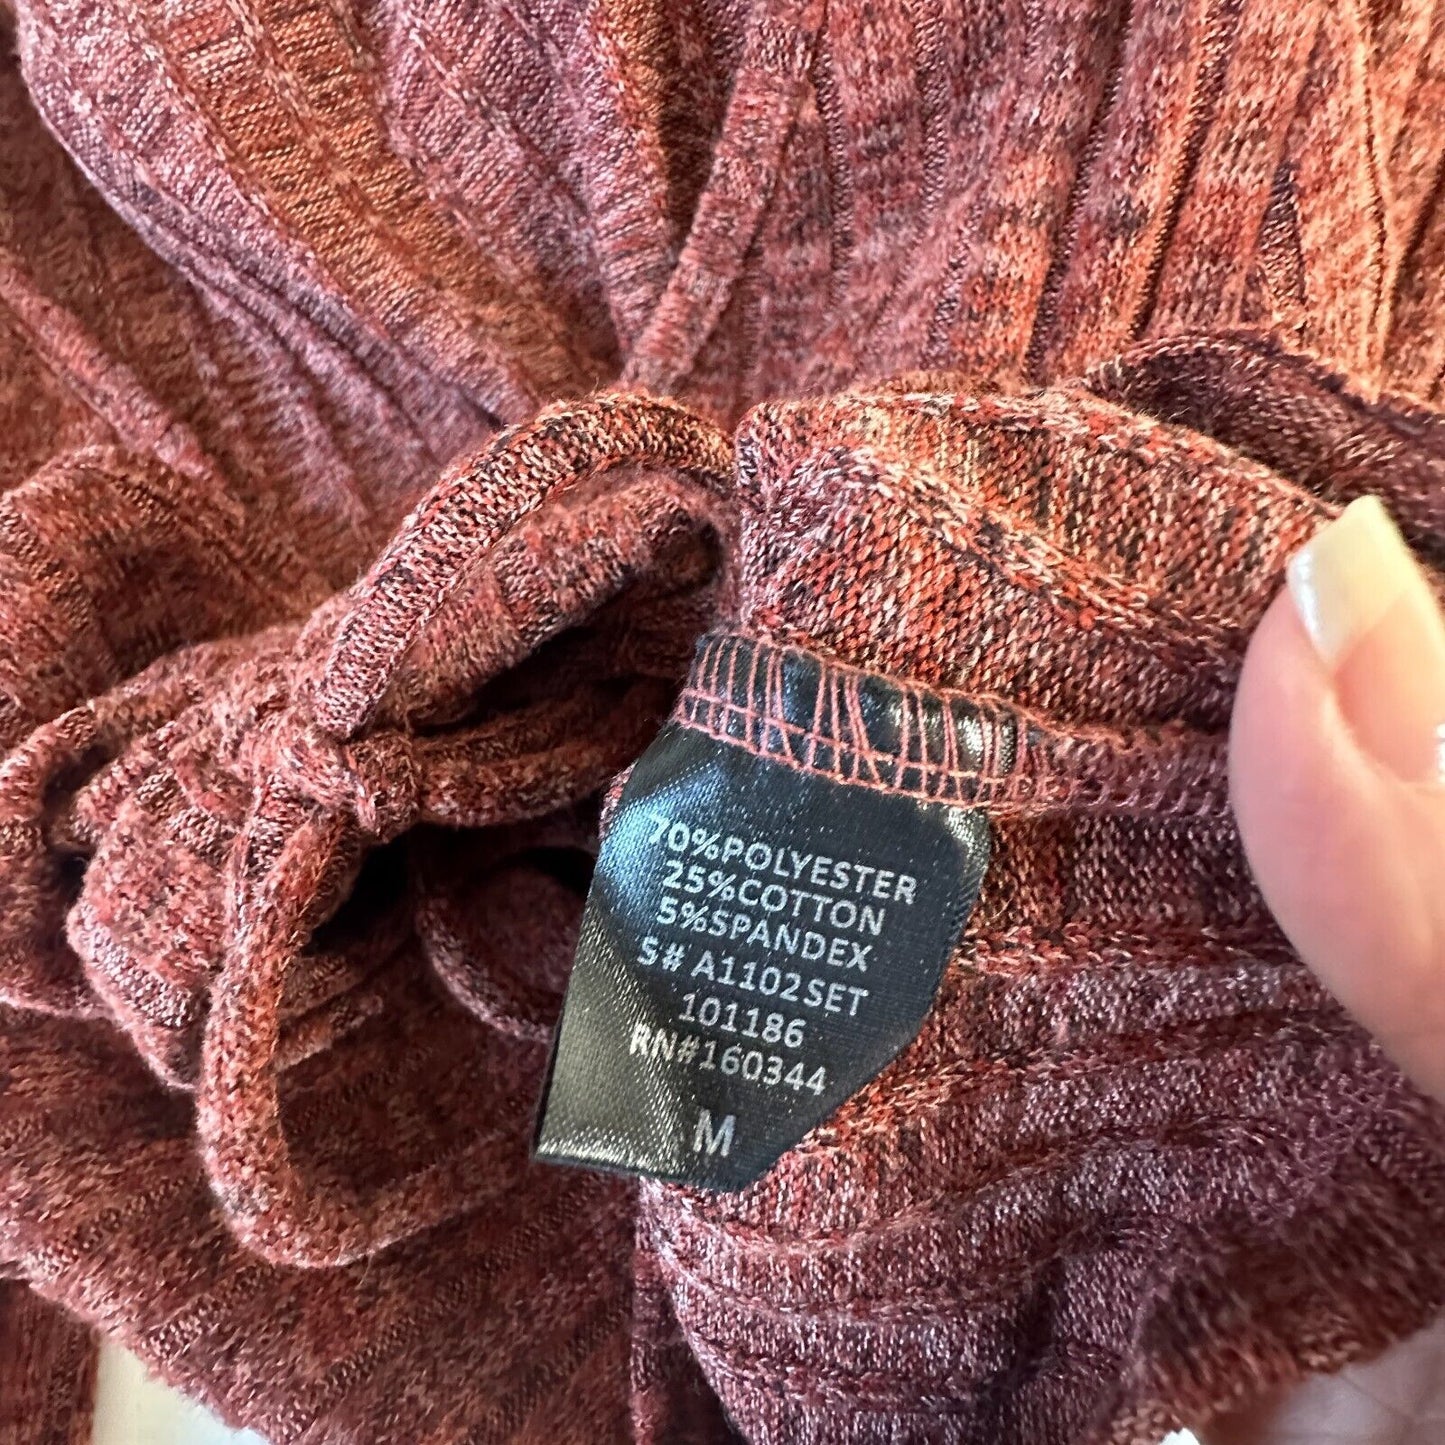 70%POLYESTER
25%COTTON
5%SPANDEX
S# A1102SET
101186
RN#160344
M